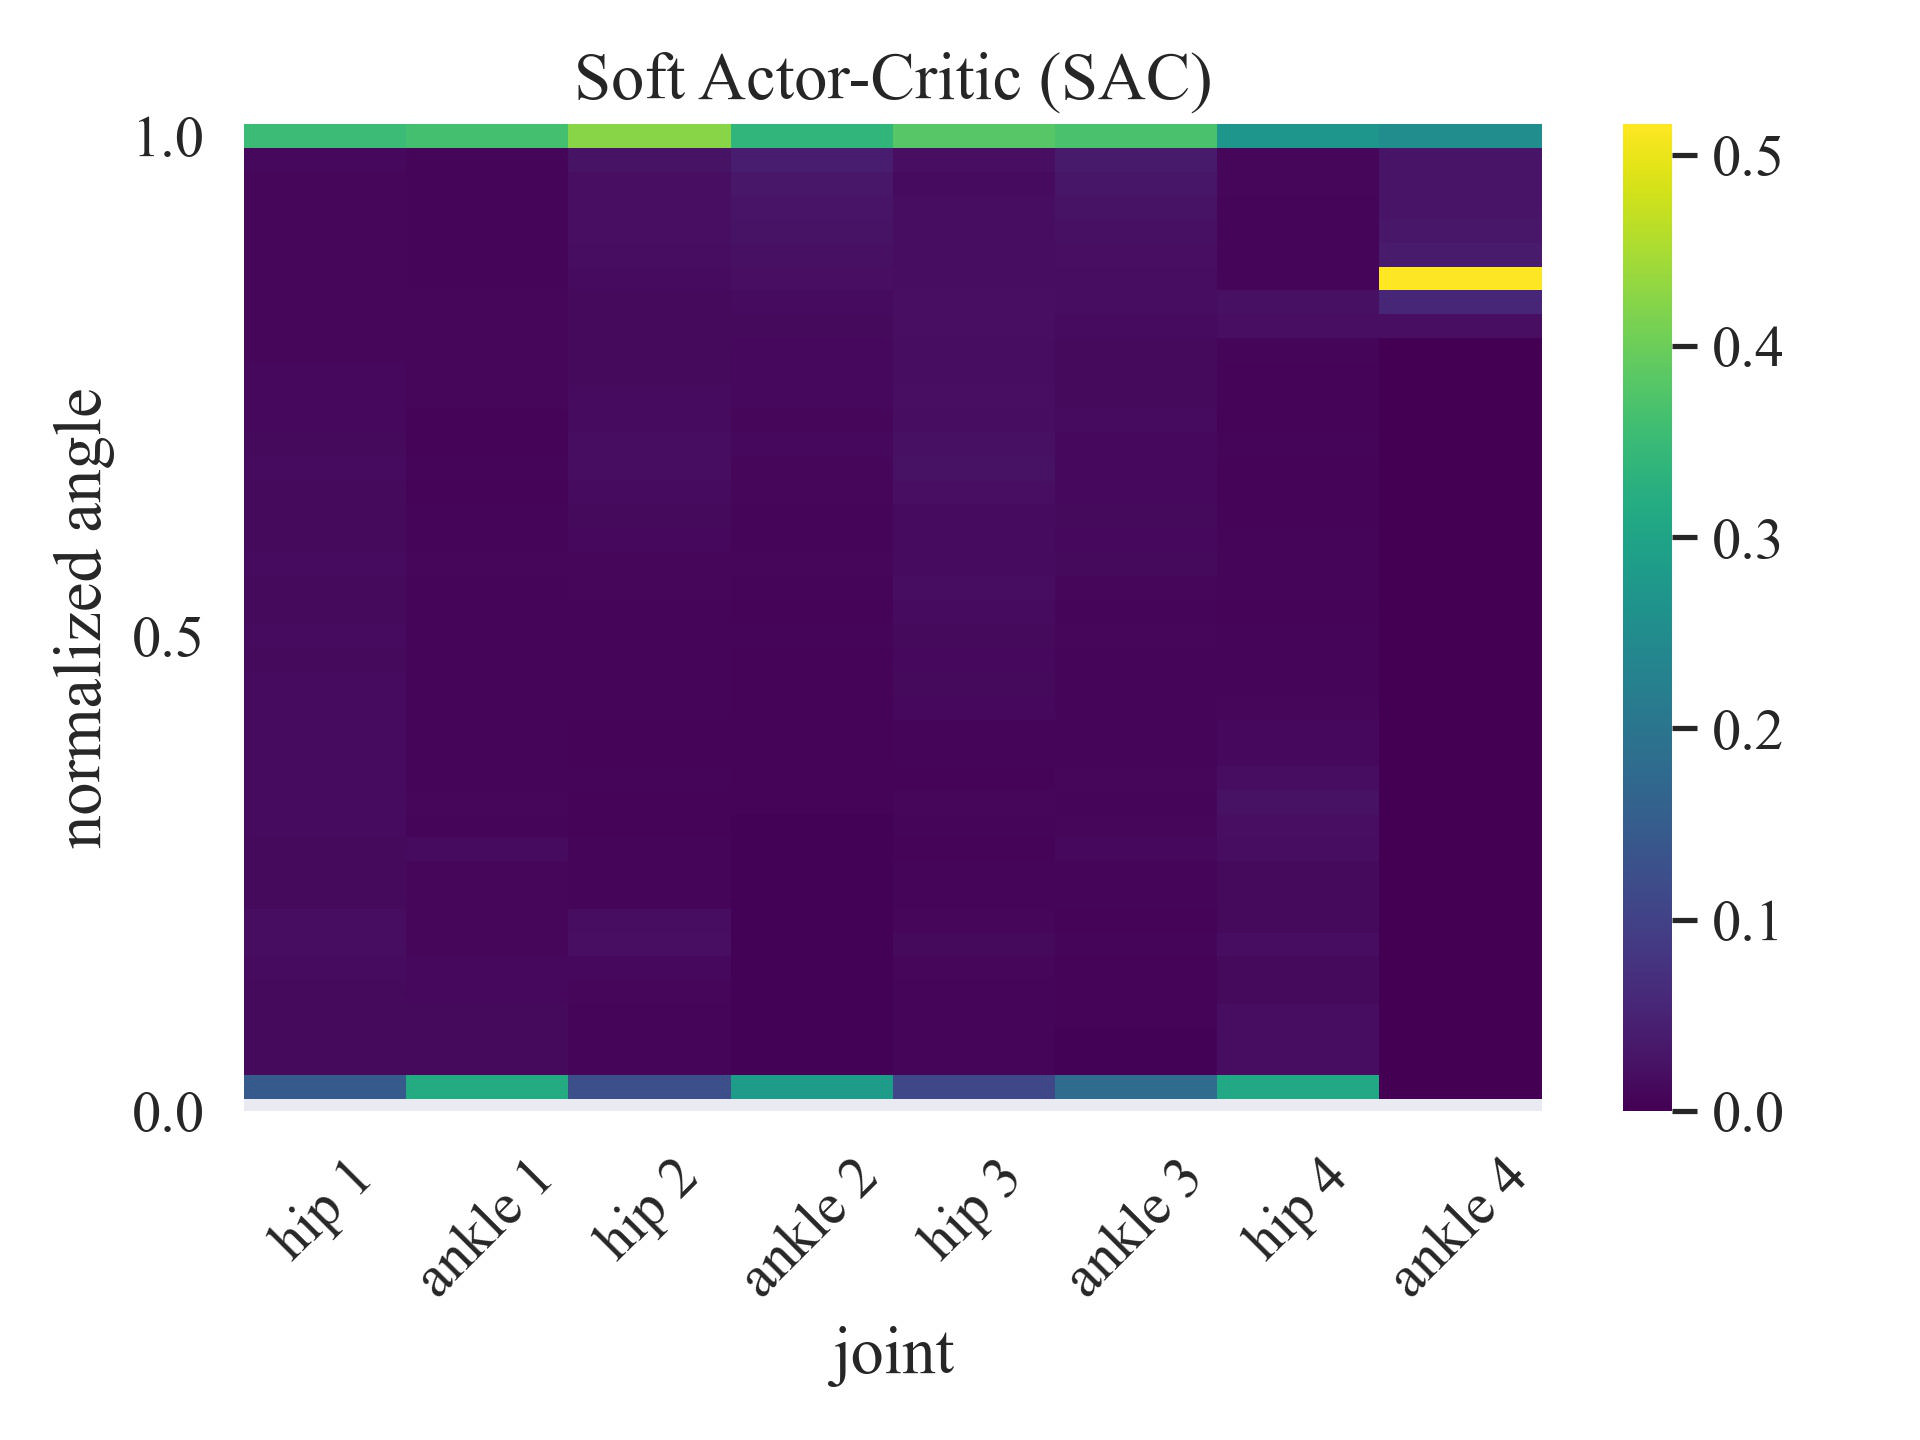 Soft Actor-Critic (SAC)
normalized angle
1.0
0.5
0.0
hip 1
ankle 1
hip 2
ankle 2
hip 3
ankle 3
hip 4
ankle 4
joint
0.5
0.4
0.3
0.2
0.1
0.0